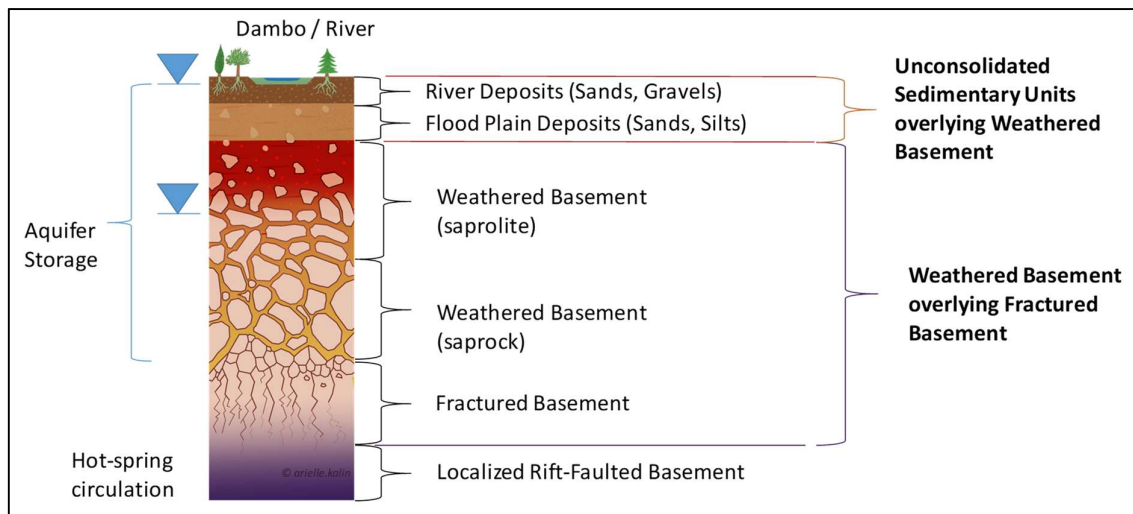 Dambo / River
River Deposits (Sands, Gravels)
Flood Plain Deposits (Sands, Silts)
Unconsolidated
Sedimentary Units
overlying Weathered
Basement
Aquifer
Storage
Weathered Basement
(saprolite)
Weathered Basement
(saprock)
Weathered Basement
overlying Fractured
Basement
Fractured Basement
Hot-spring
circulation
© arielle.kalin
Localized Rift-Faulted Basement